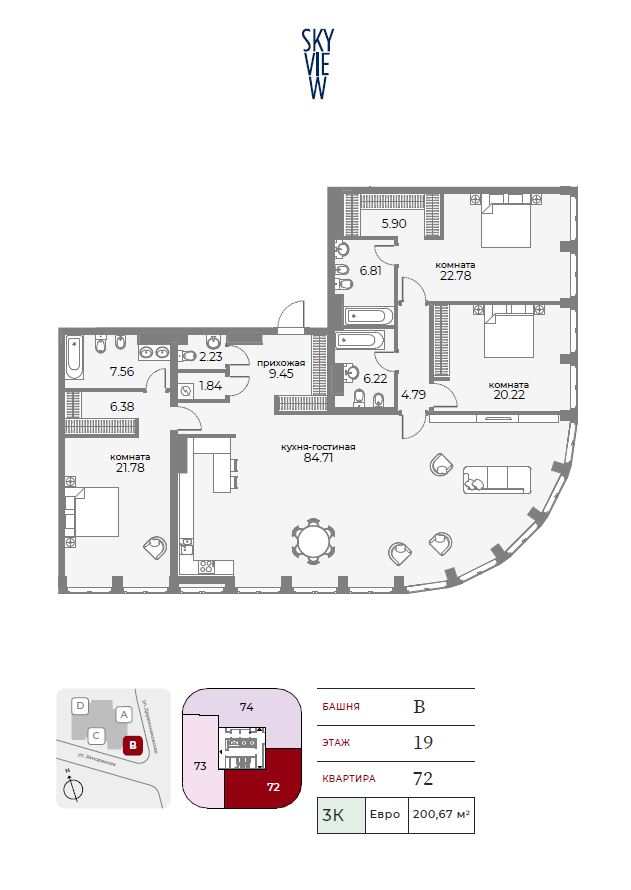 SKY
VIE
W
5.90
комната
22.78
6.81
2.23
прихожая
9.45
7.56
1.84
6.22
4.79
комната
20.22
6.38
комната
21.78
кухня-гостиная
84.71
D
A
C
B
ул. Дружинниковская
ул. Заморенова
N
74
73
72
БАШНЯ B
ЭТАЖ 19
КВАРТИРА 72
3К Евро 200,67 м²